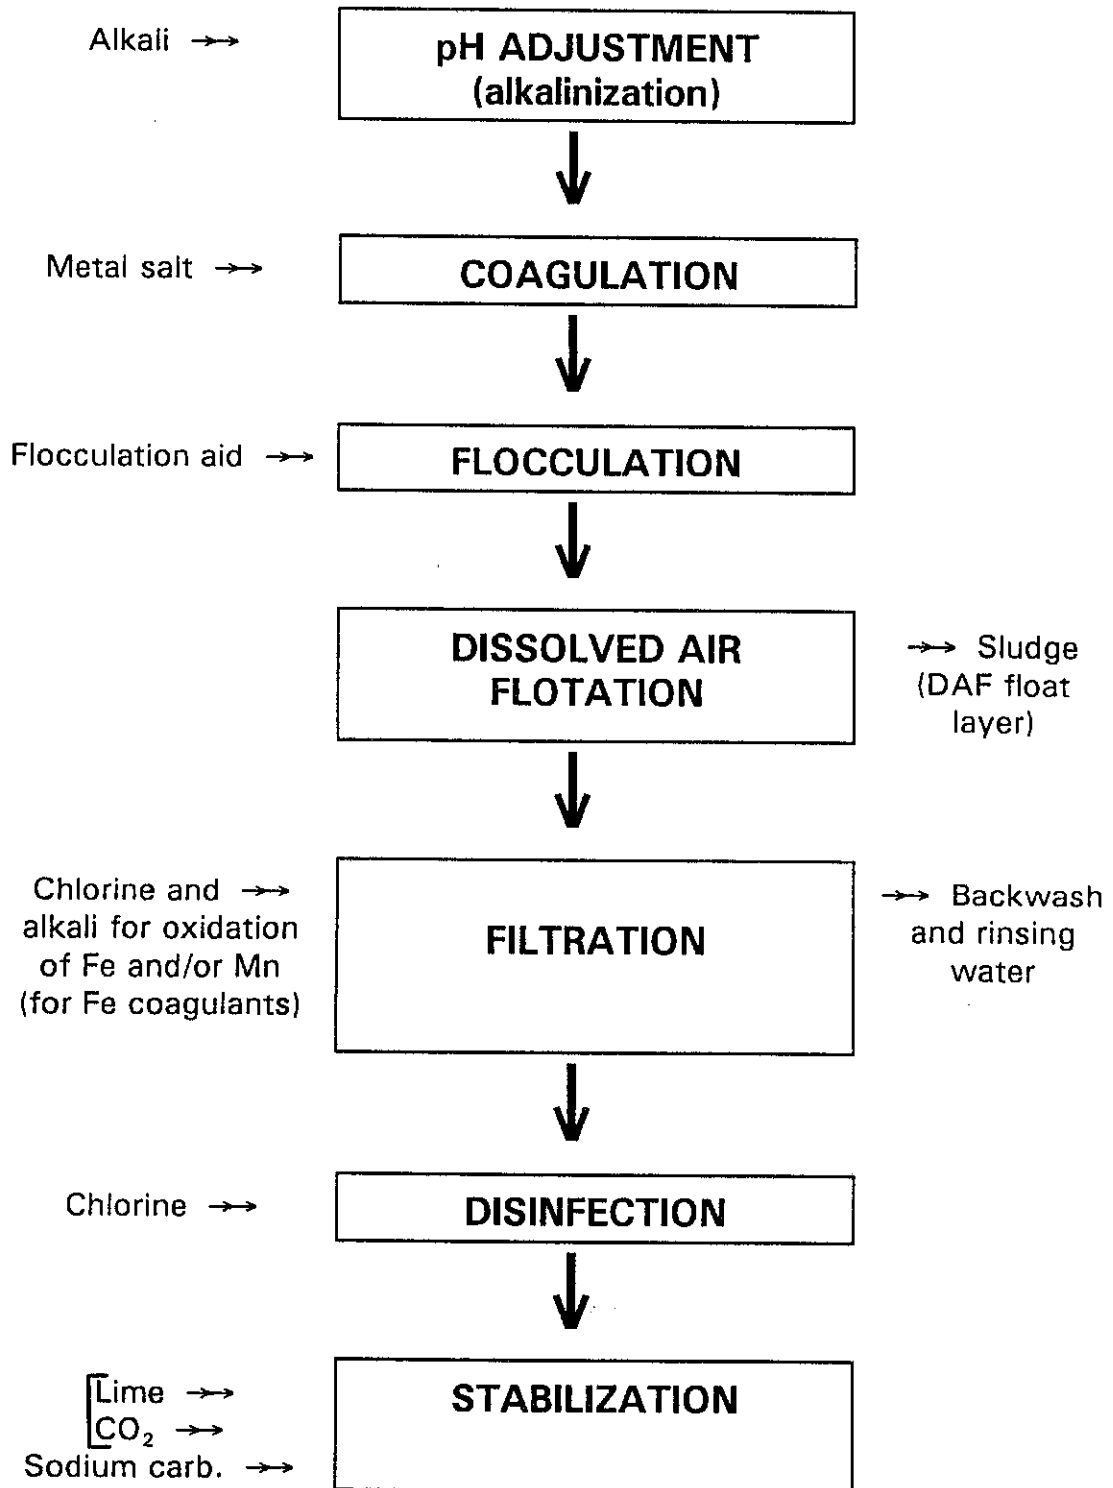 Alkali →→
pH ADJUSTMENT
(alkalinization)
Metal salt →→
COAGULATION
Flocculation aid →→
FLOCCULATION
DISSOLVED AIR
FLOTATION
→→ Sludge
(DAF float
layer)
Chlorine and →→
alkali for oxidation
of Fe and/or Mn
(for Fe coagulants)
FILTRATION
→→ Backwash
and rinsing
water
Chlorine →→
DISINFECTION
Lime →→
CO₂ →→
Sodium carb. →→
STABILIZATION